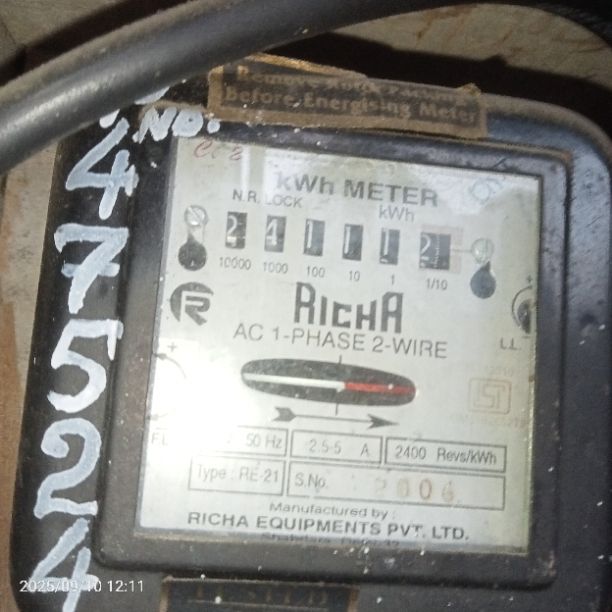 Before Energising Meter
NO.
47524
kWh METER
N.R. LOCK
kWh
2 4 1 1 1 2
10000 1000 100 10 1 1/10
R
RICHA
AC 1-PHASE 2-WIRE
L.L.
F.L.
50 Hz
2.5-5 A
2400 Revs/kWh
Type : RE-21
S.No.
Manufactured by :
RICHA EQUIPMENTS PVT. LTD.
2025/09/10 12:11